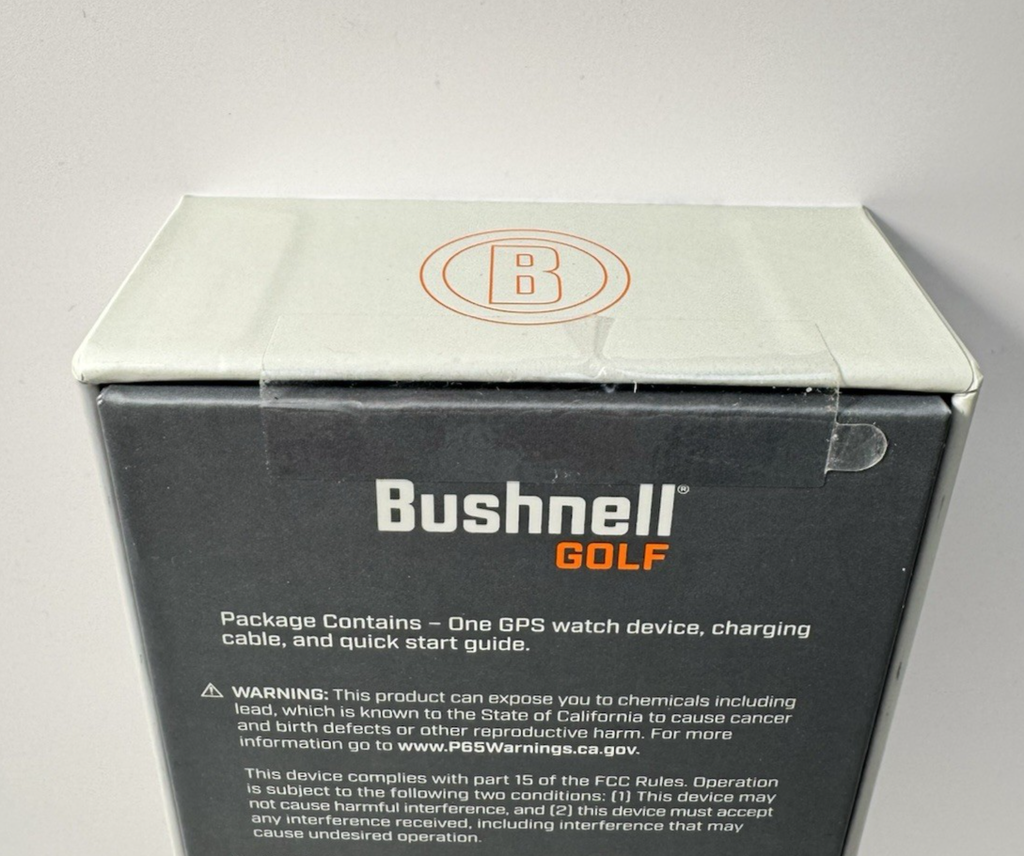 B
Bushnell®
GOLF
Package Contains – One GPS watch device, charging
cable, and quick start guide.
⚠ WARNING: This product can expose you to chemicals including
lead, which is known to the State of California to cause cancer
and birth defects or other reproductive harm. For more
information go to www.P65Warnings.ca.gov.
This device complies with part 15 of the FCC Rules. Operation
is subject to the following two conditions: (1) This device may
not cause harmful interference, and (2) this device must accept
any interference received, including interference that may
cause undesired operation.